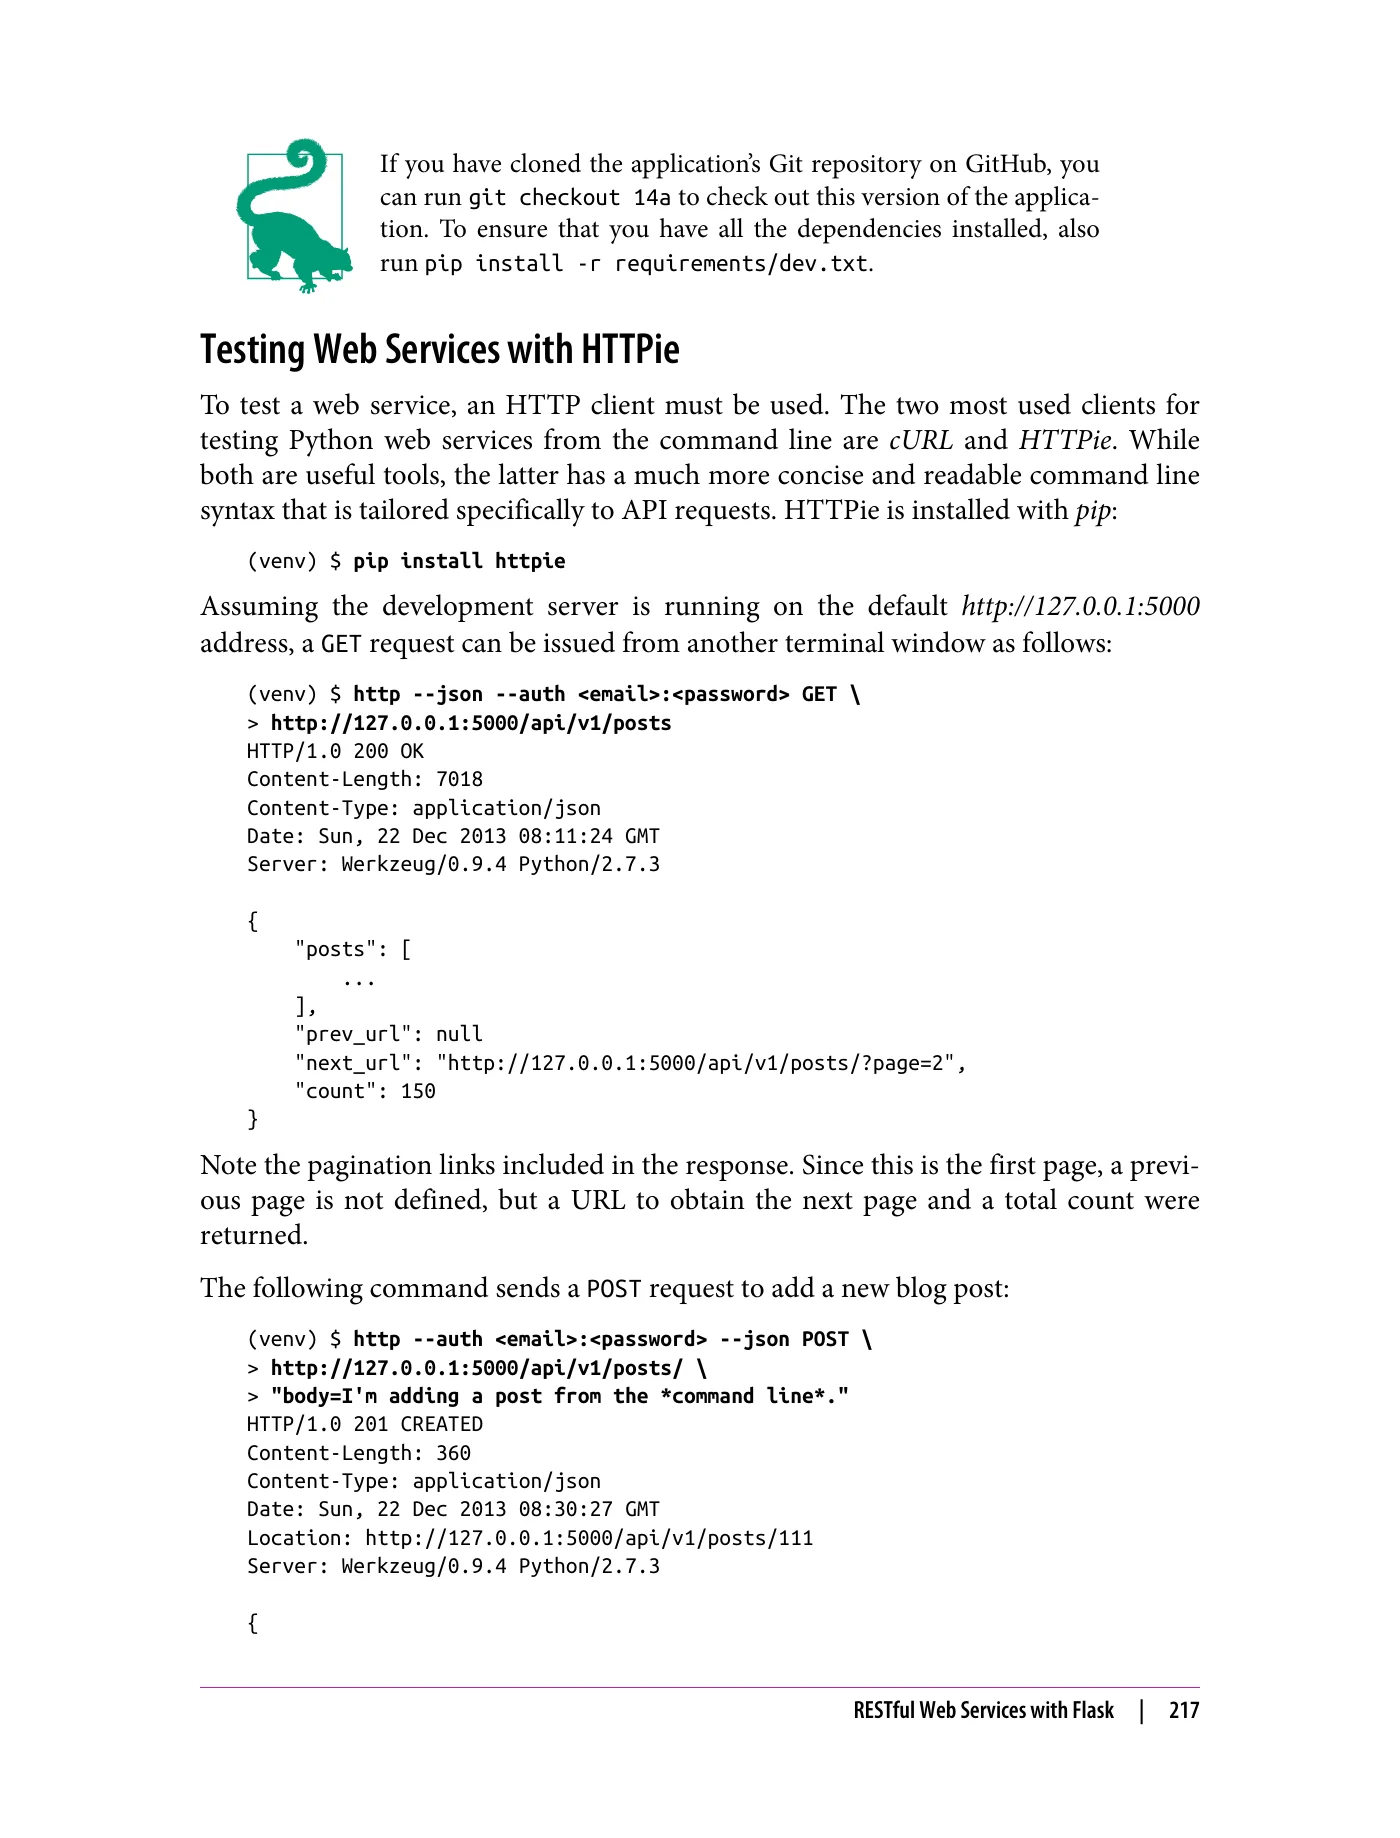 If you have cloned the application’s Git repository on GitHub, you
can run git checkout 14a to check out this version of the applica-
tion. To ensure that you have all the dependencies installed, also
run pip install -r requirements/dev.txt.
Testing Web Services with HTTPie
To test a web service, an HTTP client must be used. The two most used clients for
testing Python web services from the command line are cURL and HTTPie. While
both are useful tools, the latter has a much more concise and readable command line
syntax that is tailored specifically to API requests. HTTPie is installed with pip:
(venv) $ pip install httpie
Assuming the development server is running on the default http://127.0.0.1:5000
address, a GET request can be issued from another terminal window as follows:
(venv) $ http --json --auth <email>:<password> GET \
> http://127.0.0.1:5000/api/v1/posts
HTTP/1.0 200 OK
Content-Length: 7018
Content-Type: application/json
Date: Sun, 22 Dec 2013 08:11:24 GMT
Server: Werkzeug/0.9.4 Python/2.7.3
{
    "posts": [
        ...
    ],
    "prev_url": null
    "next_url": "http://127.0.0.1:5000/api/v1/posts/?page=2",
    "count": 150
}
Note the pagination links included in the response. Since this is the first page, a previ-
ous page is not defined, but a URL to obtain the next page and a total count were
returned.
The following command sends a POST request to add a new blog post:
(venv) $ http --auth <email>:<password> --json POST \
> http://127.0.0.1:5000/api/v1/posts/ \
> "body=I'm adding a post from the *command line*."
HTTP/1.0 201 CREATED
Content-Length: 360
Content-Type: application/json
Date: Sun, 22 Dec 2013 08:30:27 GMT
Location: http://127.0.0.1:5000/api/v1/posts/111
Server: Werkzeug/0.9.4 Python/2.7.3
{
RESTful Web Services with Flask | 217